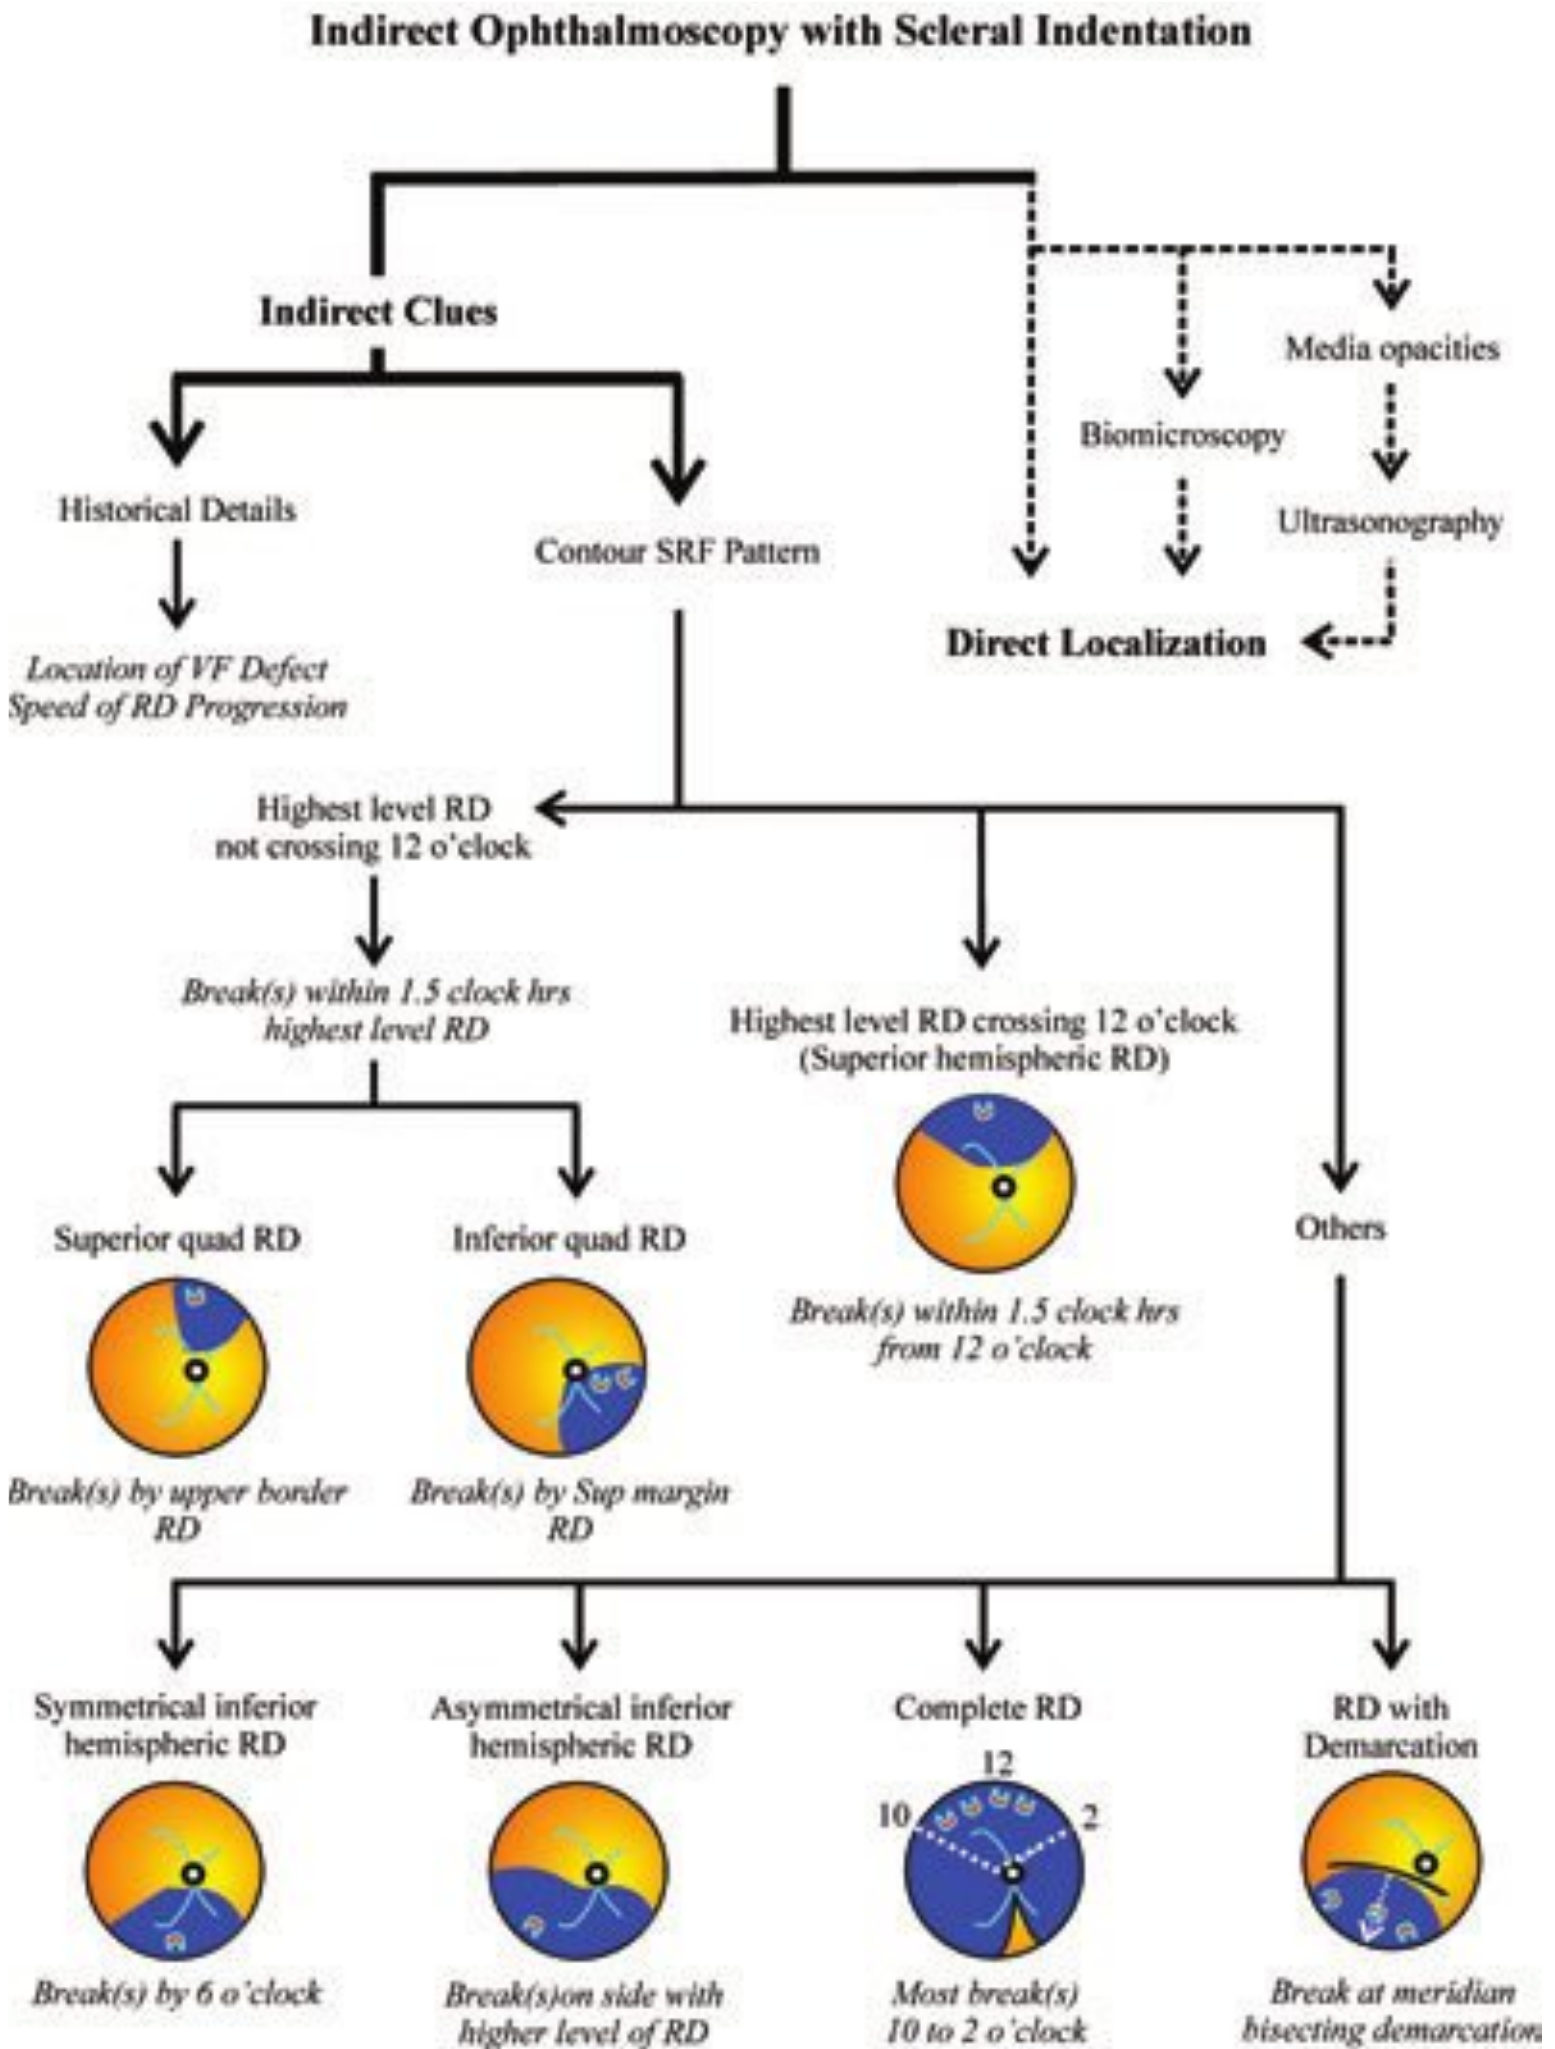 Indirect Ophthalmoscopy with Scleral Indentation
Indirect Clues
Media opacities
Biomicroscopy
Historical Details
Ultrasonography
Contour SRF Pattern
Direct Localization
Location of VF Defect
Speed of RD Progression
Highest level RD
not crossing 12 o'clock
Break(s) within 1.5 clock hrs
highest level RD
Highest level RD crossing 12 o'clock
(Superior hemispheric RD)
Superior quad RD
Inferior quad RD
Others
Break(s) within 1.5 clock hrs
from 12 o'clock
Break(s) by upper border
RD
Break(s) by Sup margin
RD
Symmetrical inferior
hemispheric RD
Asymmetrical inferior
hemispheric RD
Complete RD
RD with
Demarcation
12
10
2
Break(s) by 6 o'clock
Break(s)on side with
higher level of RD
Most break(s)
10 to 2 o'clock
Break at meridian
bisecting demarcation